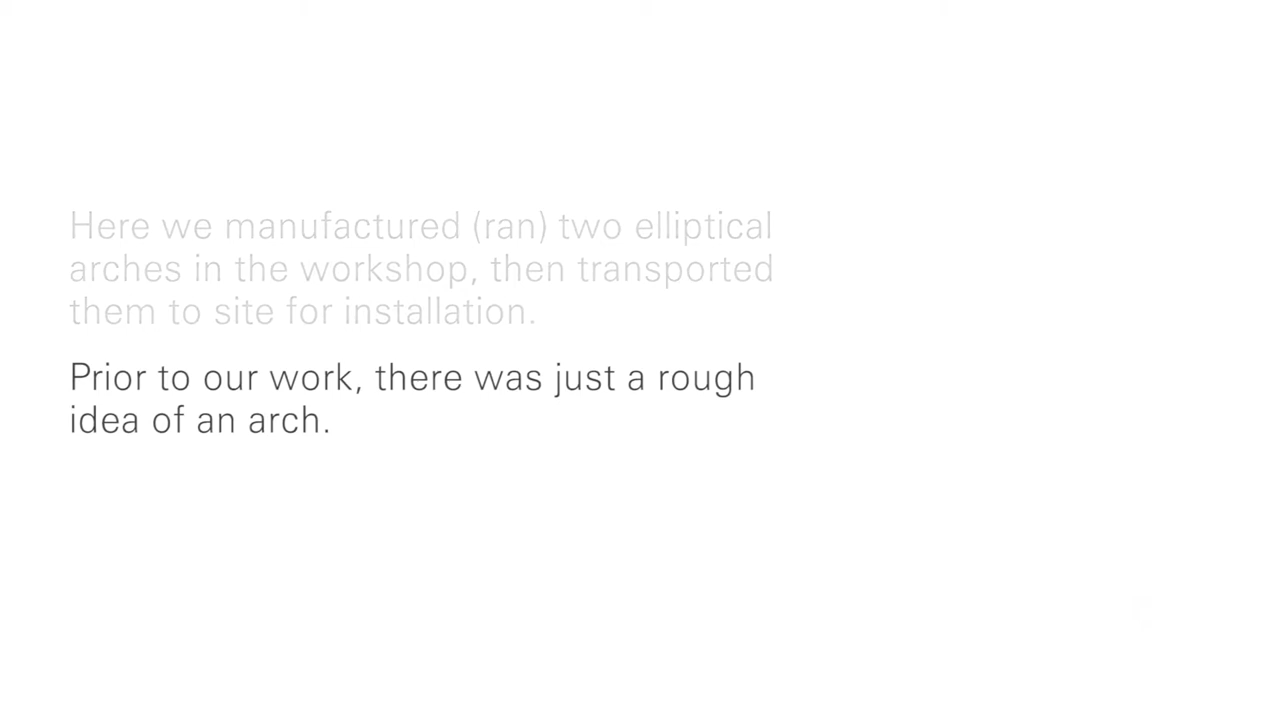 Here we manufactured (ran) two elliptical
arches in the workshop, then transported
them to site for installation.
Prior to our work, there was just a rough
idea of an arch.